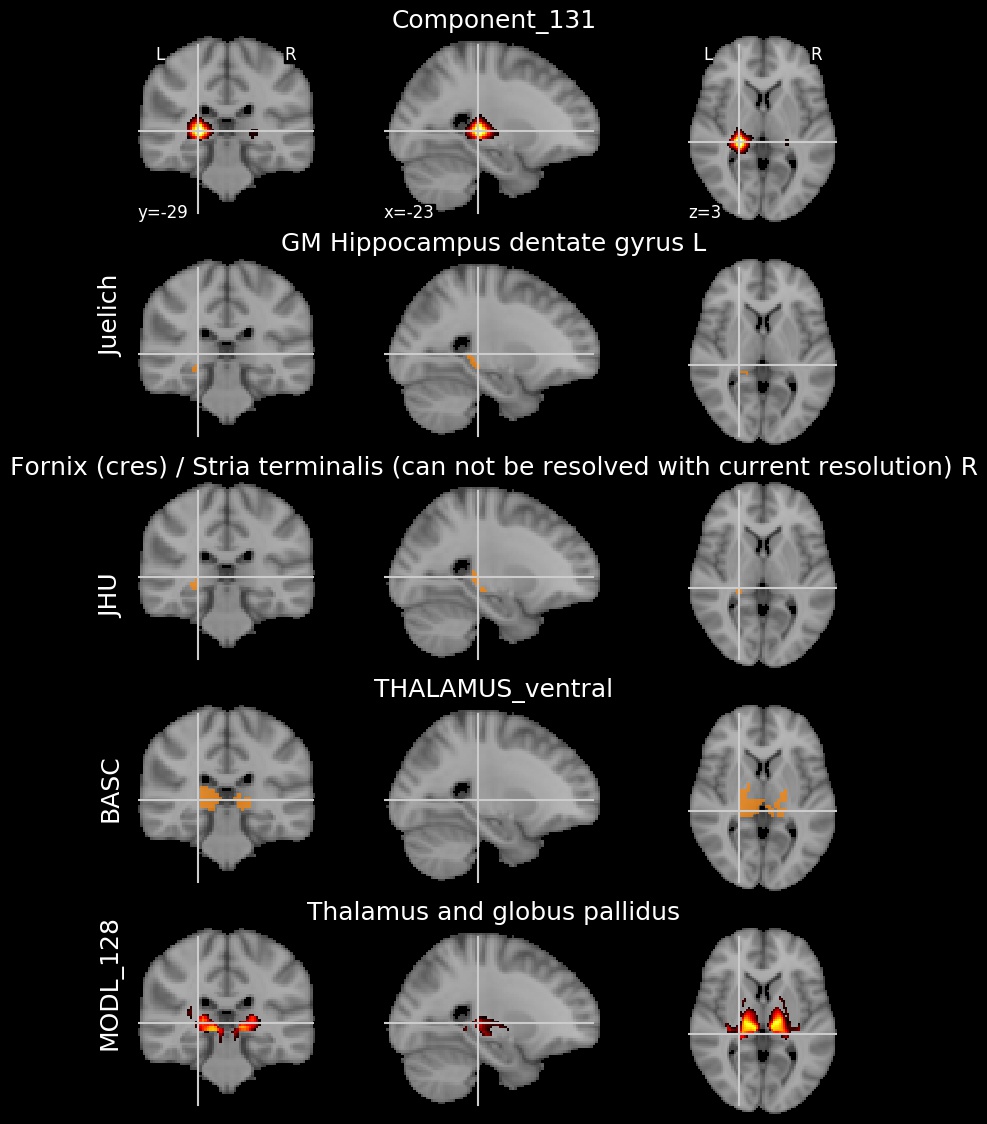 Component_131
L R L R
y=-29 x=-23 z=3
GM Hippocampus dentate gyrus L
Juelich
Fornix (cres) / Stria terminalis (can not be resolved with current resolution) R
JHU
THALAMUS_ventral
BASC
Thalamus and globus pallidus
MODL_128